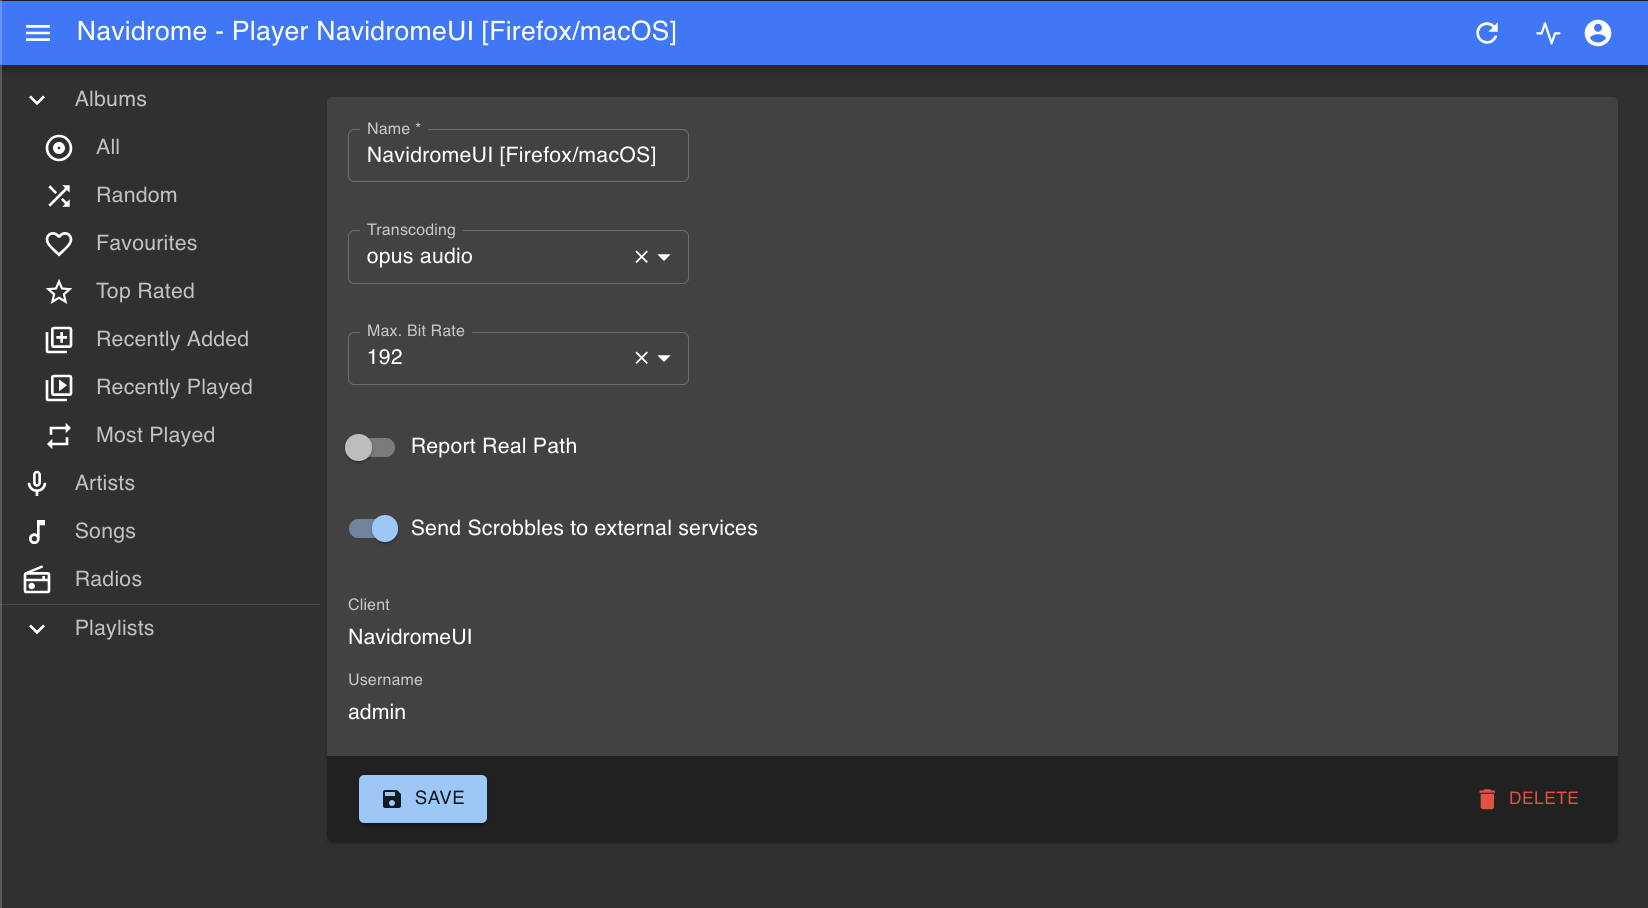 Navidrome - Player NavidromeUI [Firefox/macOS]
Albums
All
Random
Favourites
Top Rated
Recently Added
Recently Played
Most Played
Artists
Songs
Radios
Playlists
Name *
NavidromeUI [Firefox/macOS]
Transcoding
opus audio
Max. Bit Rate
192
Report Real Path
Send Scrobbles to external services
Client
NavidromeUI
Username
admin
SAVE
DELETE